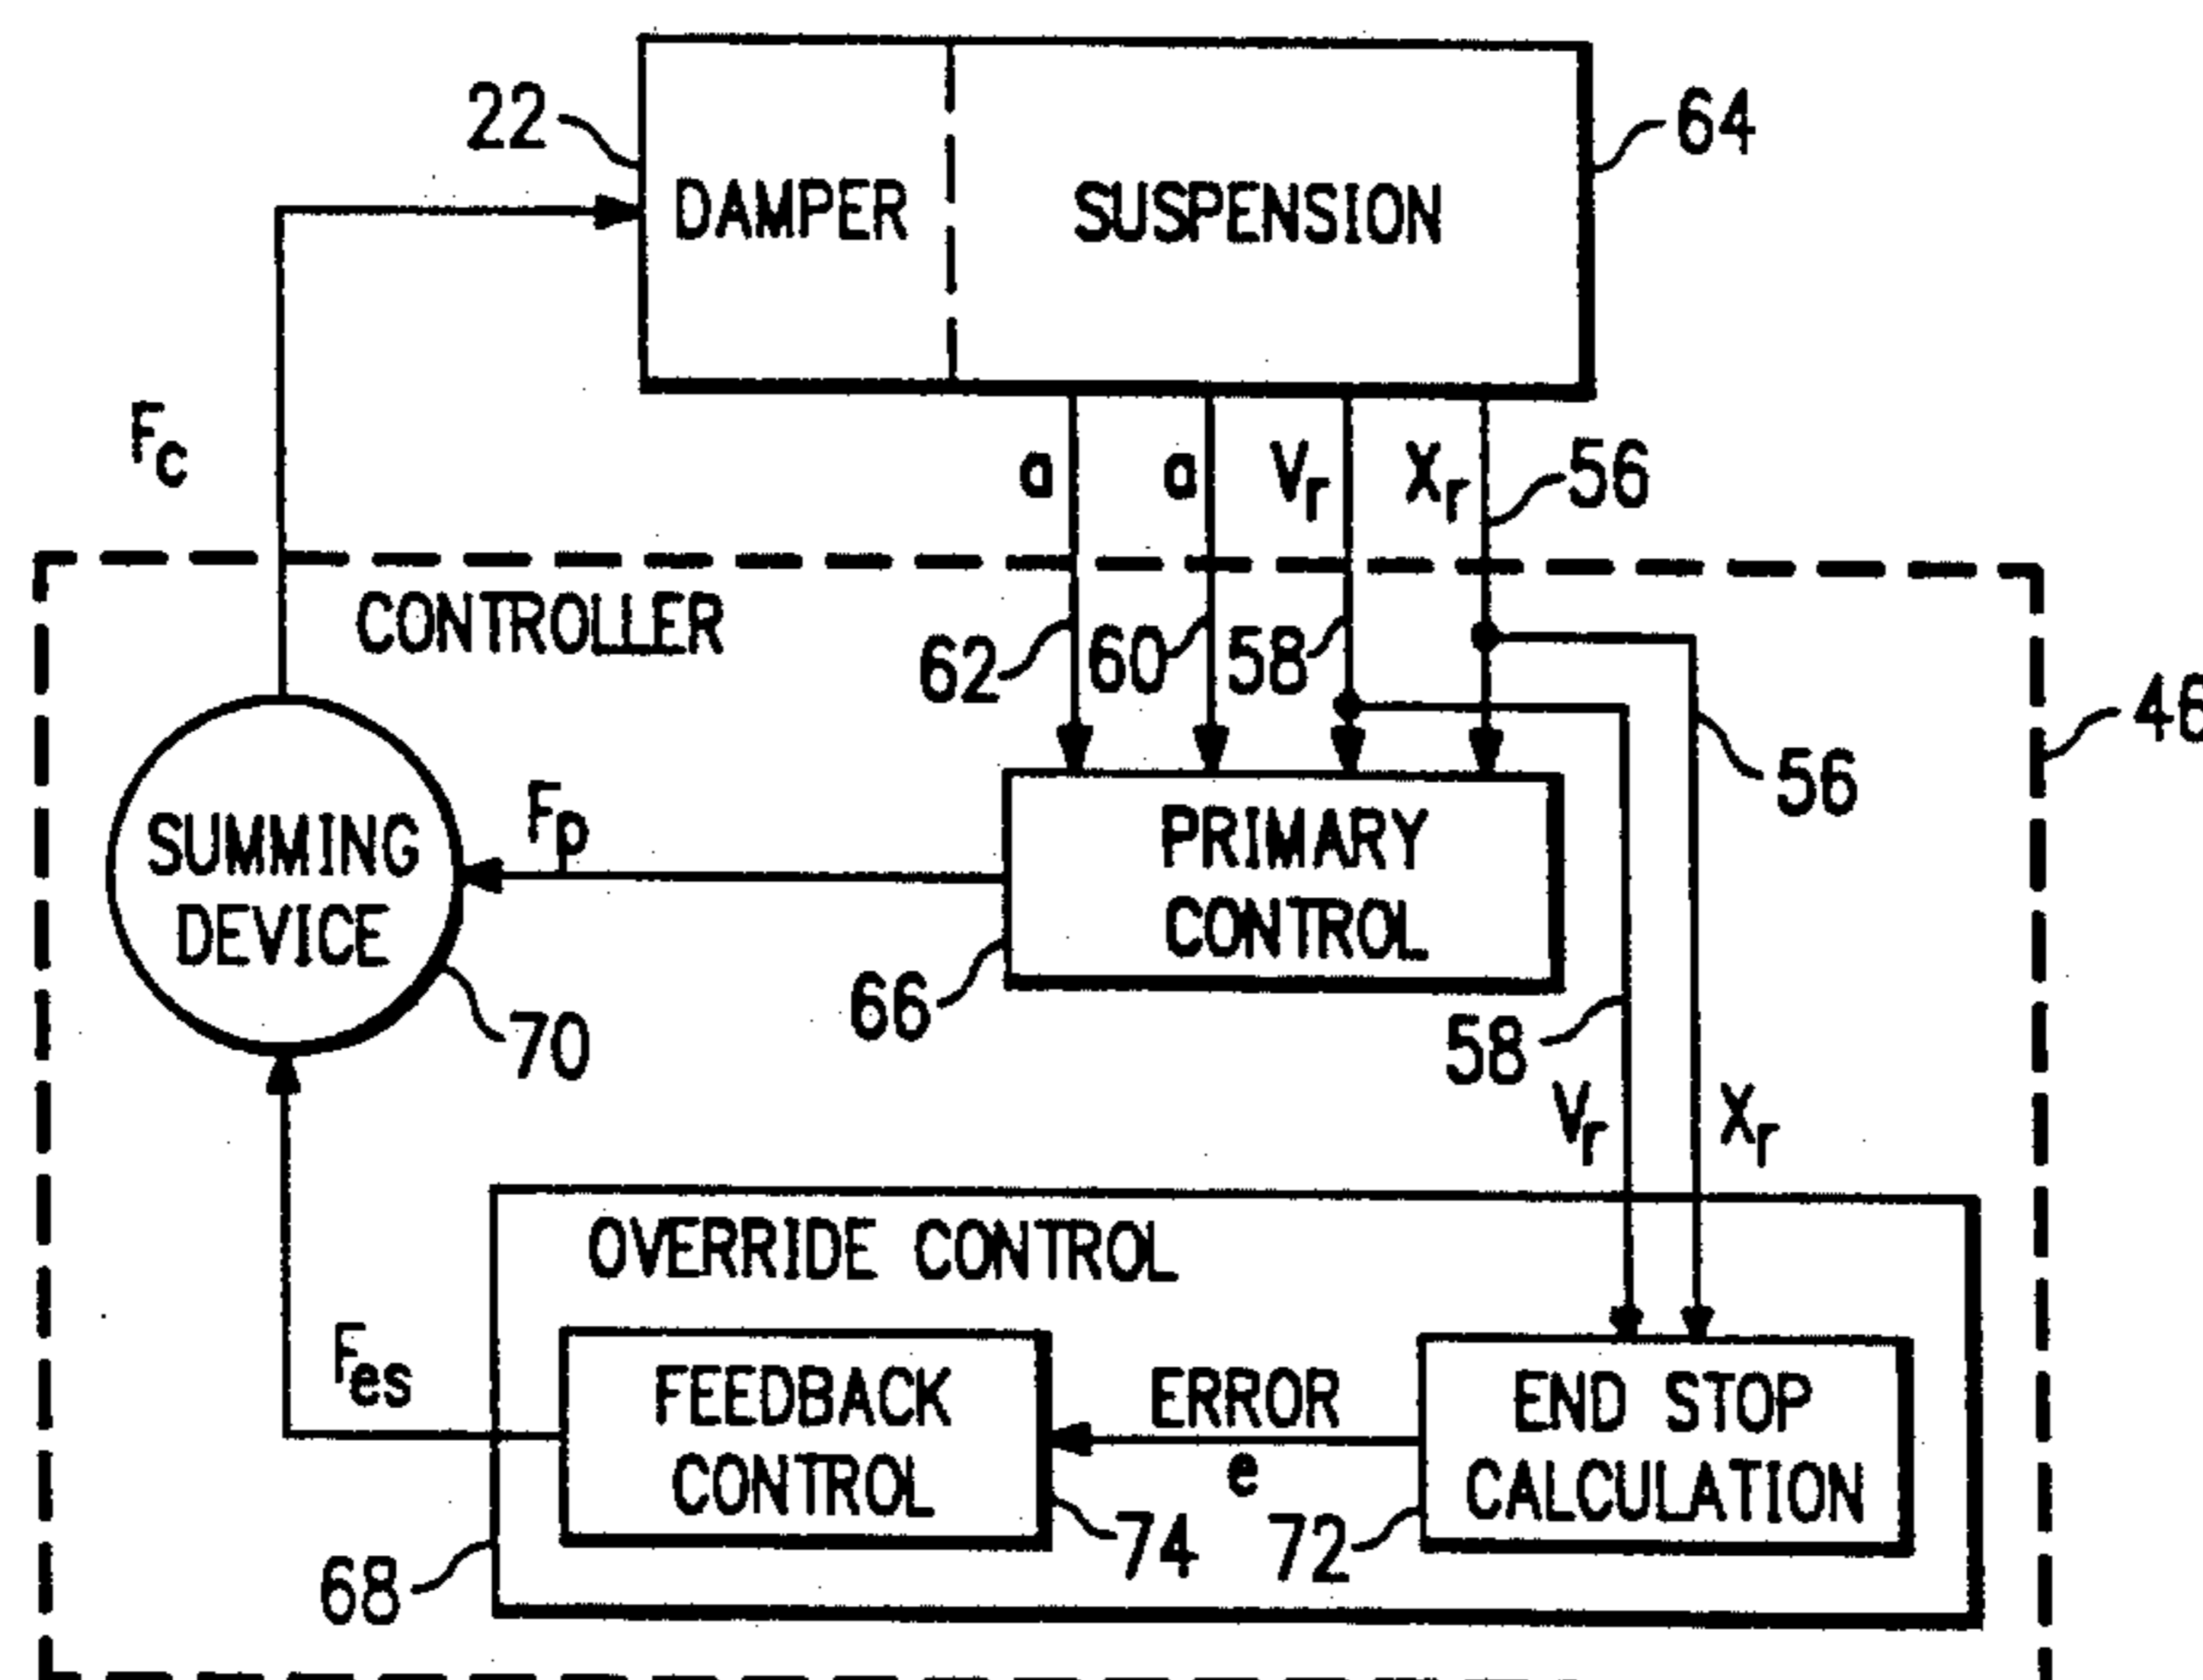 22
DAMPER
SUSPENSION
64
Fc
a
a
Vr
Xr
56
CONTROLLER
62
60
58
46
56
SUMMING
DEVICE
Fp
PRIMARY
CONTROL
66
70
58
Vr
Xr
OVERRIDE CONTROL
Fes
FEEDBACK
CONTROL
ERROR
e
END STOP
CALCULATION
74
72
68